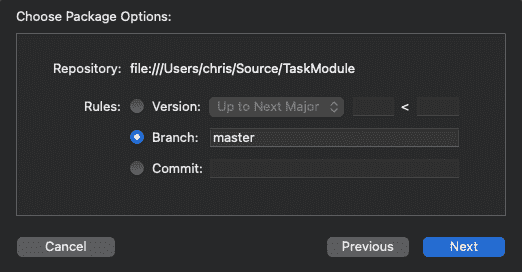 Choose Package Options:
Repository: file:///Users/chris/Source/TaskModule
Rules: Version: Up to Next Major <
Branch: master
Commit:
Cancel Previous Next